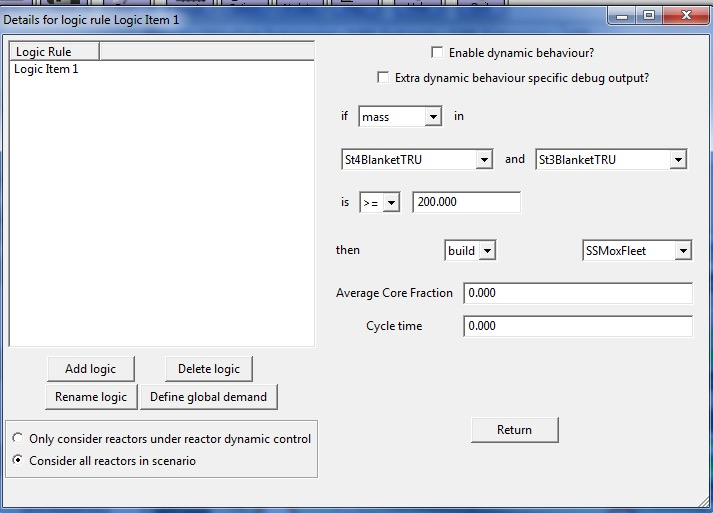 Details for logic rule Logic Item 1
Logic Rule
Logic Item 1
Enable dynamic behaviour?
Extra dynamic behaviour specific debug output?
if mass in
St4BlanketTRU and St3BlanketTRU
is >= 200.000
then build SSMoxFleet
Average Core Fraction 0.000
Cycle time 0.000
Add logic Delete logic
Rename logic Define global demand
Only consider reactors under reactor dynamic control
Consider all reactors in scenario
Return